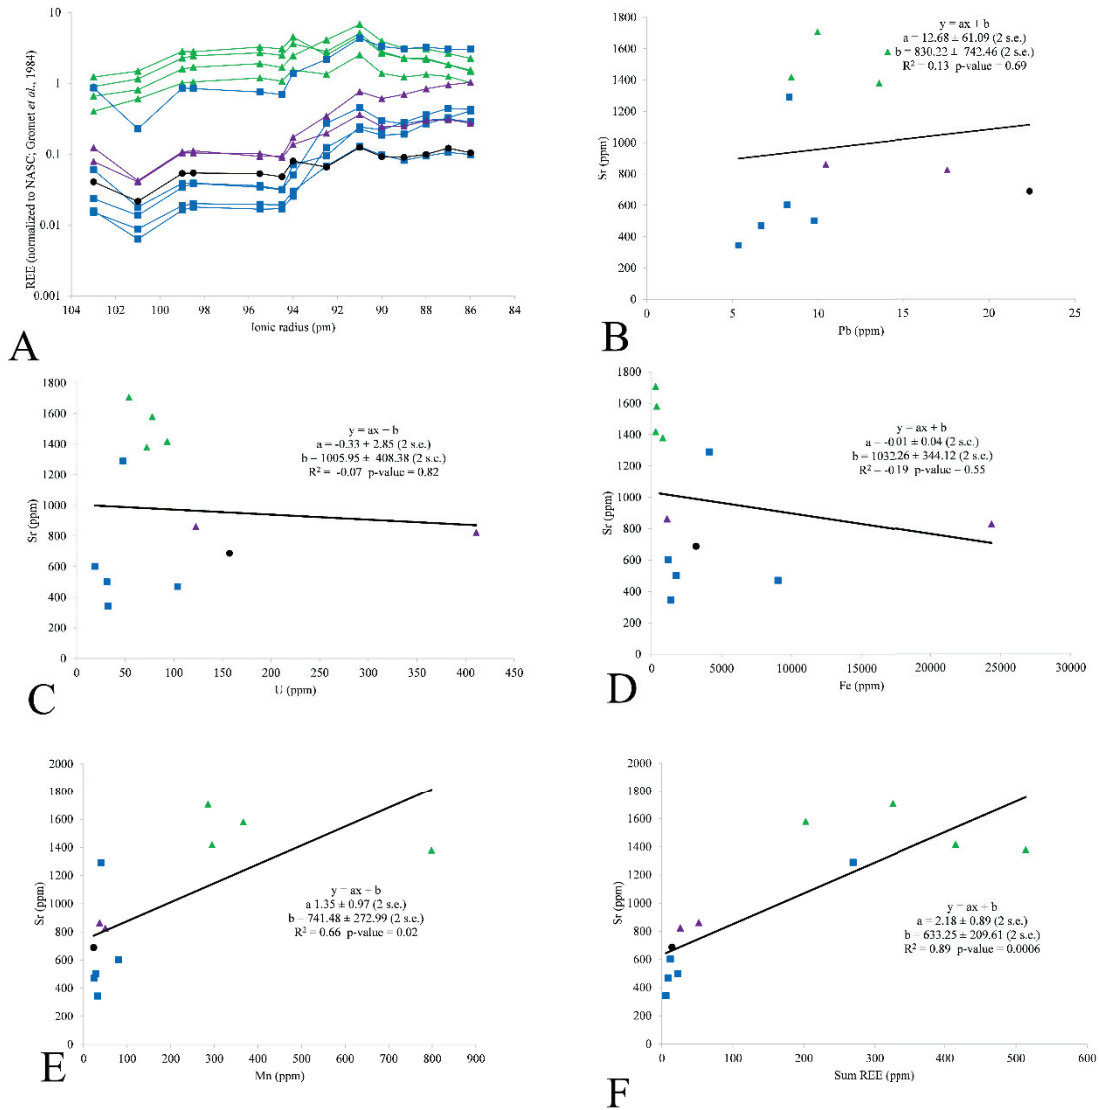 10
1
0.1
0.01
0.001
REE (normalized to NASC; Gromet et al., 1984)
104 102 100 98 96 94 92 90 88 86 84
Ionic radius (pm)
A
1800
1600
1400
1200
1000
800
600
400
200
0
Sr (ppm)
y = ax + b
a = 12.68 ± 61.09 (2 s.e.)
b = 830.22 ± 742.46 (2 s.e.)
R² = 0.13 p-value = 0.69
0 5 10 15 20 25
Pb (ppm)
B
1800
1600
1400
1200
1000
800
600
400
200
0
Sr (ppm)
y = ax + b
a = -0.33 ± 2.85 (2 s.e.)
b = 1005.95 ± 408.38 (2 s.e.)
R² = -0.07 p-value = 0.82
0 50 100 150 200 250 300 350 400 450
U (ppm)
C
1800
1600
1400
1200
1000
800
600
400
200
0
Sr (ppm)
y = ax + b
a = -0.01 ± 0.04 (2 s.e.)
b = 1032.26 ± 344.12 (2 s.e.)
R² = -0.19 p-value = 0.55
0 5000 10000 15000 20000 25000 30000
Fe (ppm)
D
2000
1800
1600
1400
1200
1000
800
600
400
200
0
Sr (ppm)
y = ax + b
a 1.35 ± 0.97 (2 s.e.)
b = 741.48 ± 272.99 (2 s.e.)
R² = 0.66 p-value = 0.02
0 100 200 300 400 500 600 700 800 900
Mn (ppm)
E
2000
1800
1600
1400
1200
1000
800
600
400
200
0
Sr (ppm)
y = ax + b
a = 2.18 ± 0.89 (2 s.e.)
b = 633.25 ± 209.61 (2 s.e.)
R² = 0.89 p-value = 0.0006
0 100 200 300 400 500 600
Sum REE (ppm)
F